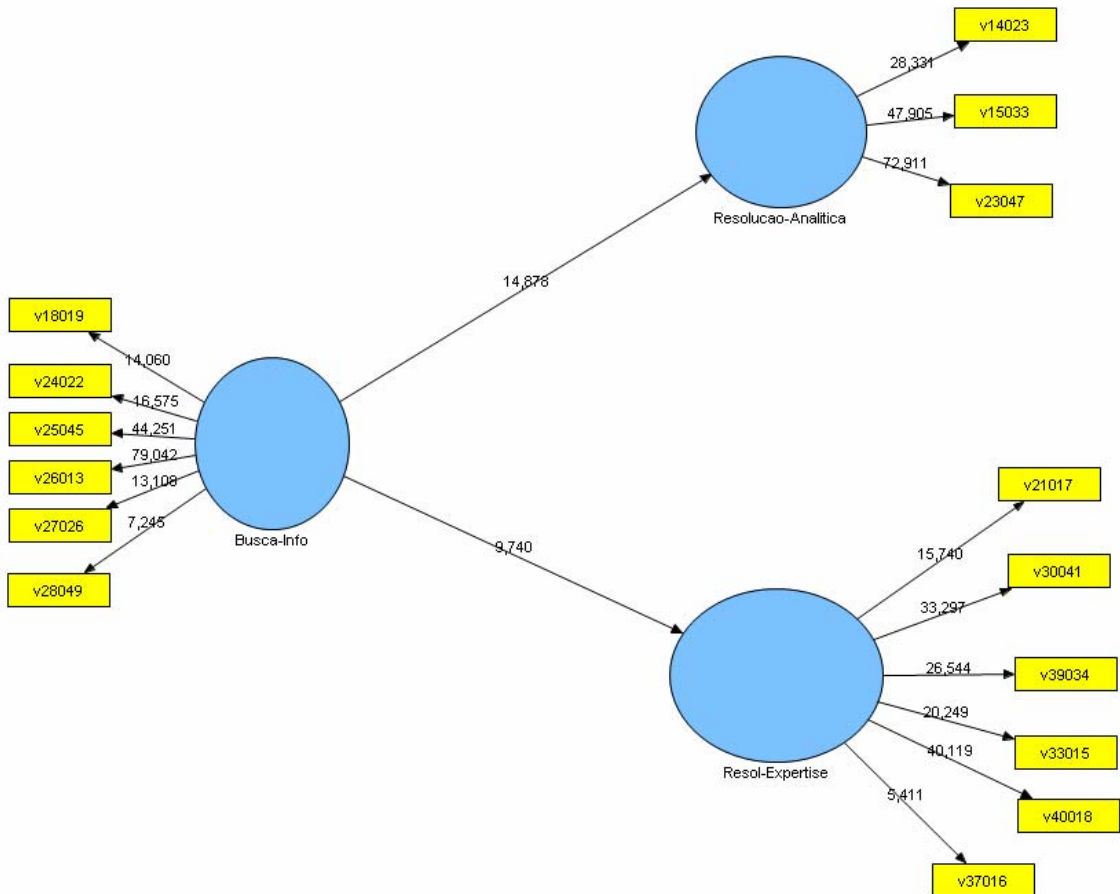 v14023
28,331
v15033
47,905
72,911
v23047
Resolucao-Analitica
14,878
v18019
14,060
v24022
16,575
v25045
44,251
v26013
79,042
13,108
v27026
7,245
v28049
Busca-Info
9,740
v21017
15,740
v30041
33,297
26,544
v39034
20,249
v33015
40,119
v40018
Resol-Expertise
5,411
v37016